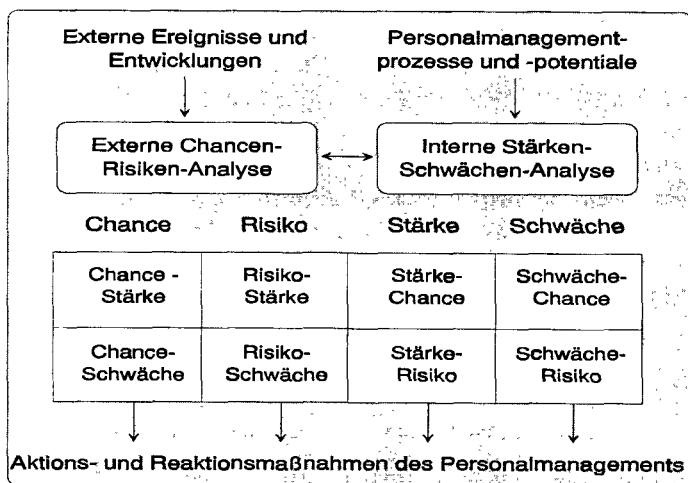 Externe Ereignisse und
Entwicklungen
Personalmanagement-
prozesse und -potentiale
Externe Chancen-
Risiken-Analyse
Interne Stärken-
Schwächen-Analyse
Chance
Risiko
Stärke
Schwäche
Chance -
Stärke
Risiko-
Stärke
Stärke-
Chance
Schwäche-
Chance
Chance-
Schwäche
Risiko-
Schwäche
Stärke-
Risiko
Schwäche-
Risiko
Aktions- und Reaktionsmaßnahmen des Personalmanagements